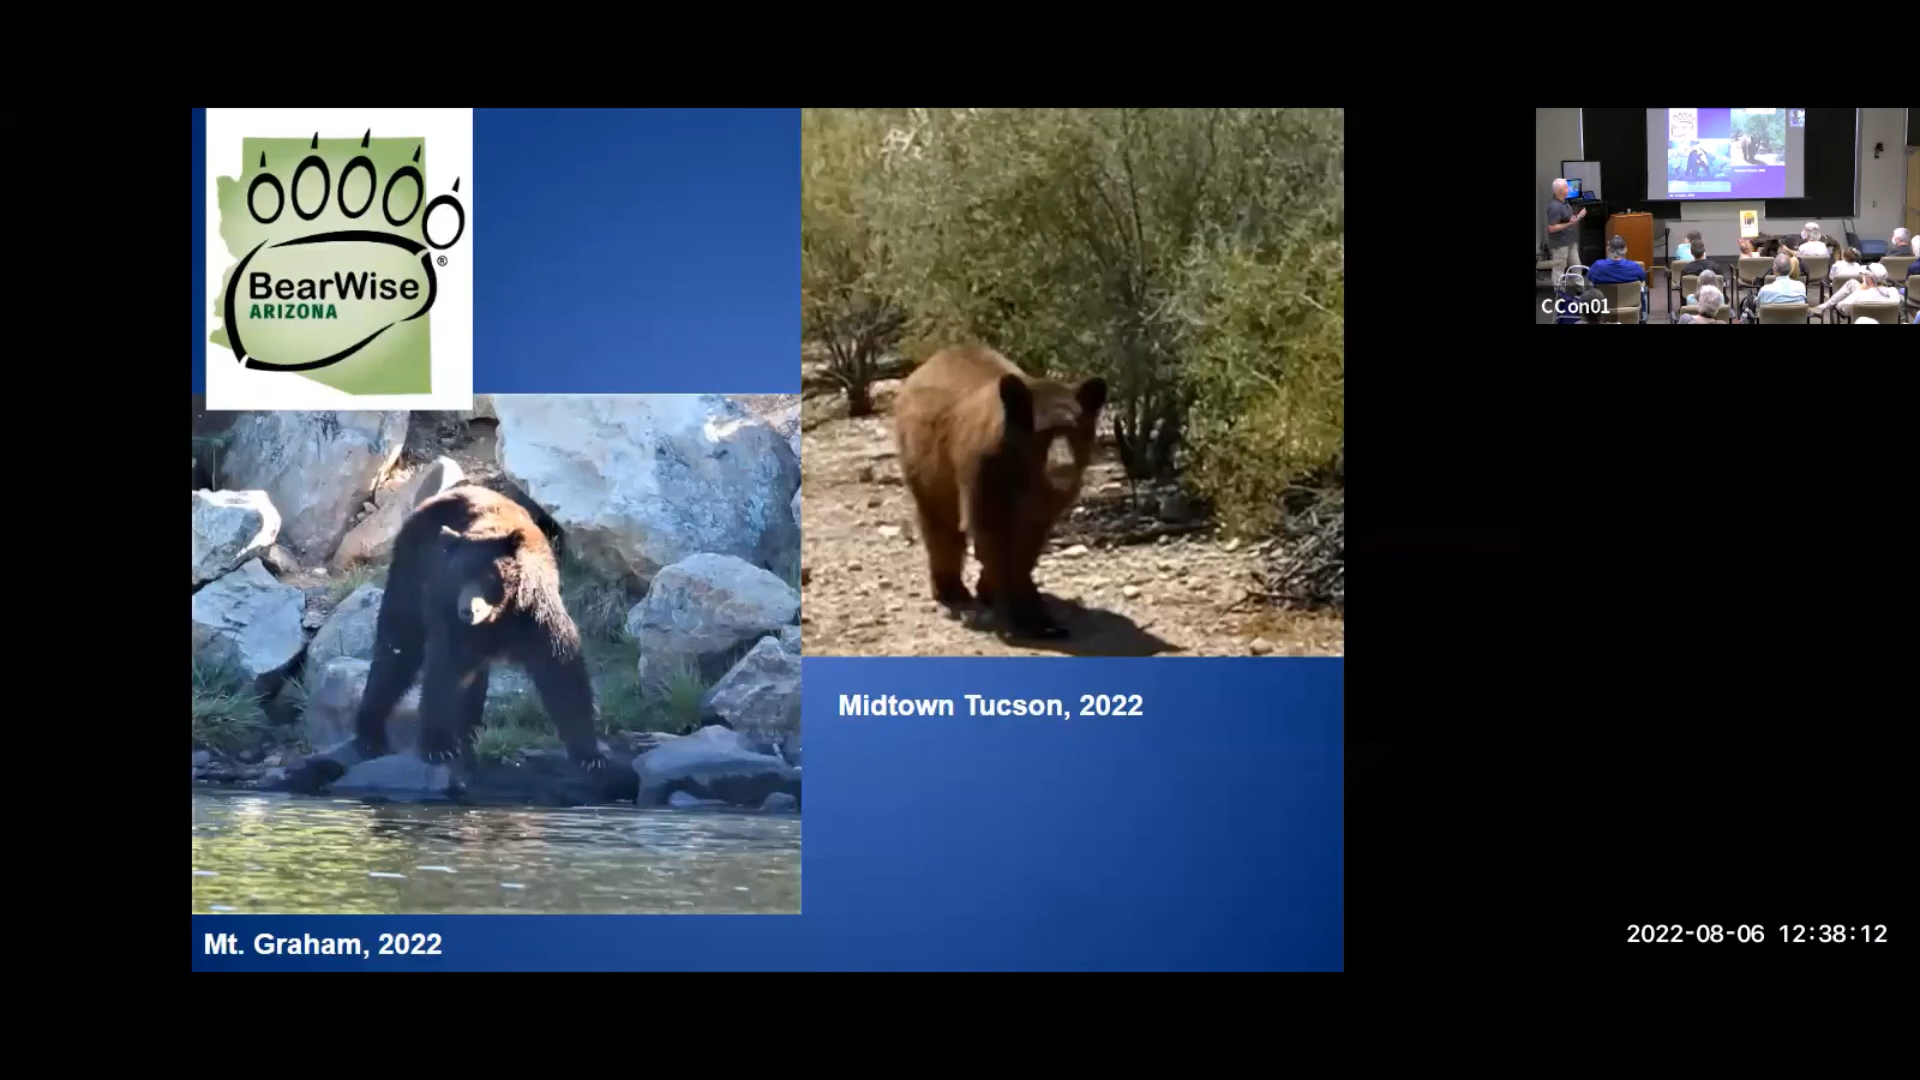 BearWise
ARIZONA
®
Midtown Tucson, 2022
Mt. Graham, 2022
CCon01
2022-08-06 12:38:12